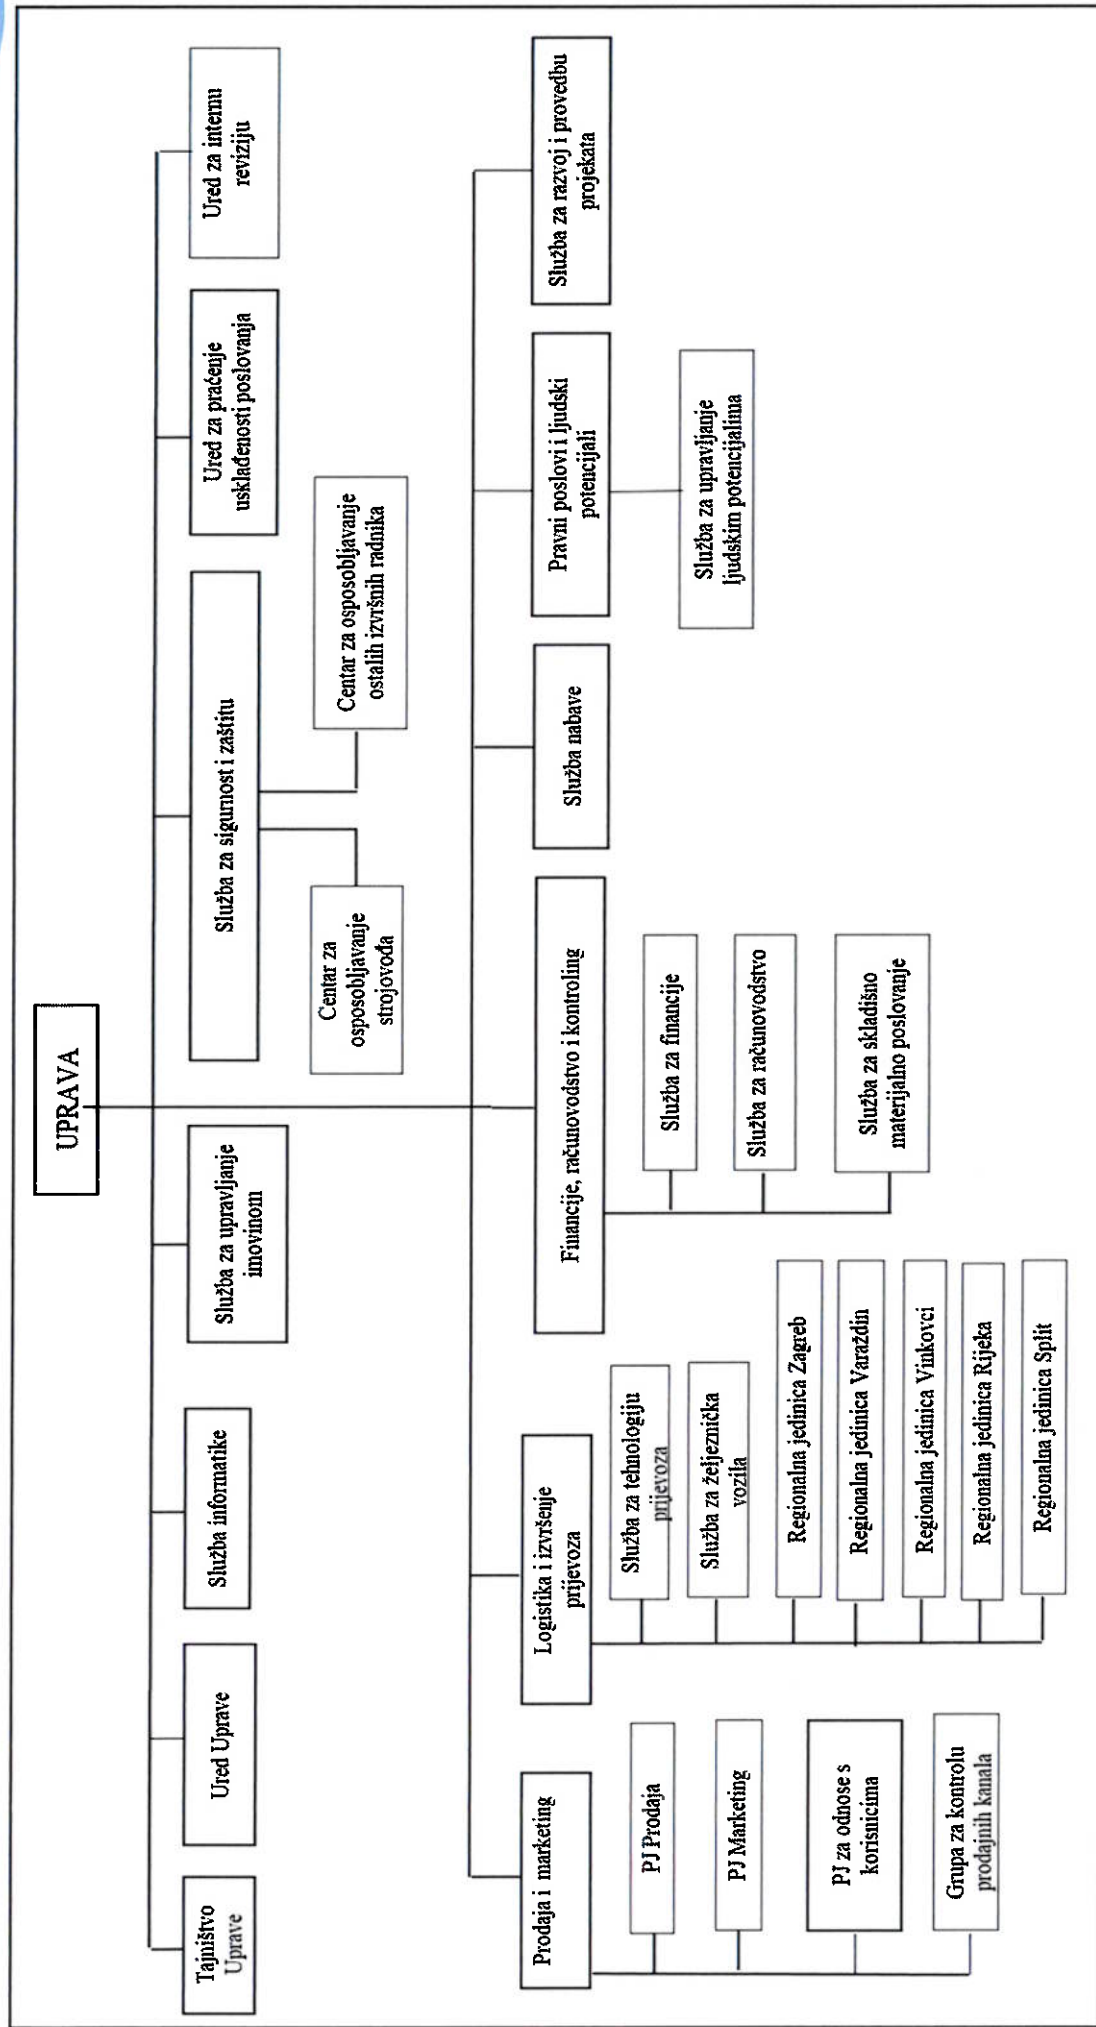 UPRAVA
Tajništvo
Uprave
Ured Uprave
Služba informatike
Služba za upravljanje
imovinom
Služba za sigurnost i zaštitu
Ured za praćenje
usklađenosti poslovanja
Ured za internu
reviziju
Centar za
osposobljavanje
strojovođa
Centar za osposobljavanje
ostalih izvršnih radnika
Prodaja i marketing
Logistika i izvršenje
prijevoza
Financije, računovodstvo i kontroling
Služba nabave
Pravni poslovi i ljudski
potencijali
Služba za razvoj i provedbu
projekata
PJ Prodaja
PJ Marketing
PJ za odnose s
korisnicima
Grupa za kontrolu
prodajnih kanala
Služba za tehnologiju
prijevoza
Služba za željeznička
vozila
Regionalna jedinica Zagreb
Regionalna jedinica Varaždin
Regionalna jedinica Vinkovci
Regionalna jedinica Rijeka
Regionalna jedinica Split
Služba za financije
Služba za računovodstvo
Služba za skladišno
materijalno poslovanje
Služba za upravljanje
ljudskim potencijalima